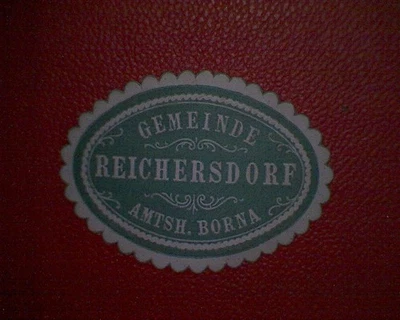 GEMEINDE
REICHERSDORF
AMTSH. BORNA